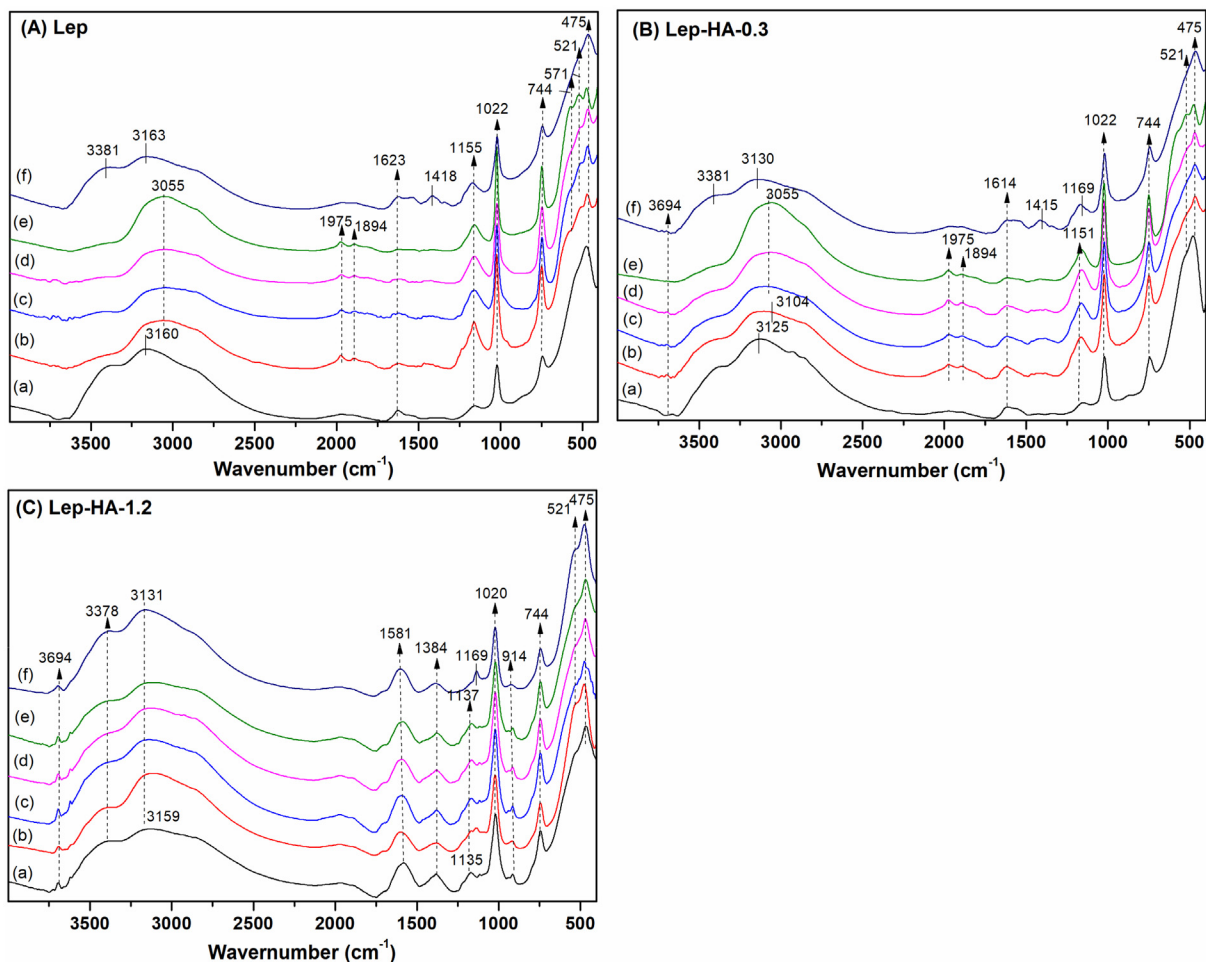 (A) Lep
475
521
571
744
1022
3163
3381
1623
1155
1418
(f)
3055
(e)
1975
1894
(d)
(c)
(b)
3160
(a)
3500 3000 2500 2000 1500 1000 500
Wavernumber (cm-1)
(B) Lep-HA-0.3
475
521
1022
744
3130
3381
3055
1614
1169
3694
1415
(f)
1975
1151
1894
(e)
(d)
3104
(c)
3125
(b)
(a)
3500 3000 2500 2000 1500 1000 500
Wavernumber (cm-1)
(C) Lep-HA-1.2
475
521
1020
3131
3378
744
1581
1384
3694
1169
914
(f)
1137
(e)
(d)
(c)
3159
(b)
1135
(a)
3500 3000 2500 2000 1500 1000 500
Wavernumber (cm-1)